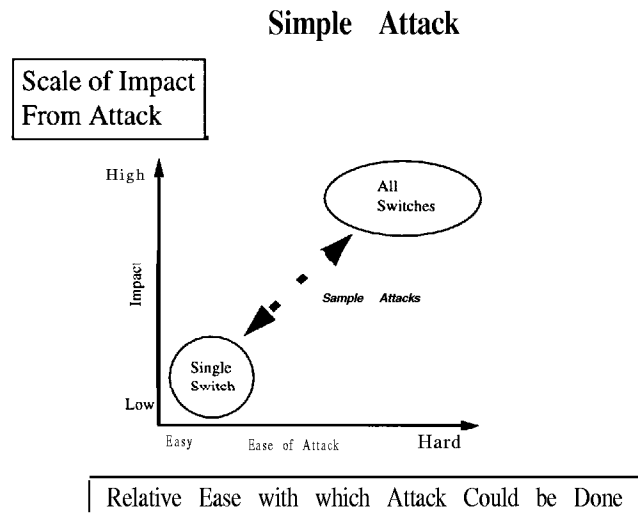 Simple Attack
Scale of Impact
From Attack
High
All
Switches
Impact
Sample Attacks
Single
Switch
Low
Easy
Ease of Attack
Hard
Relative Ease with which Attack Could be Done